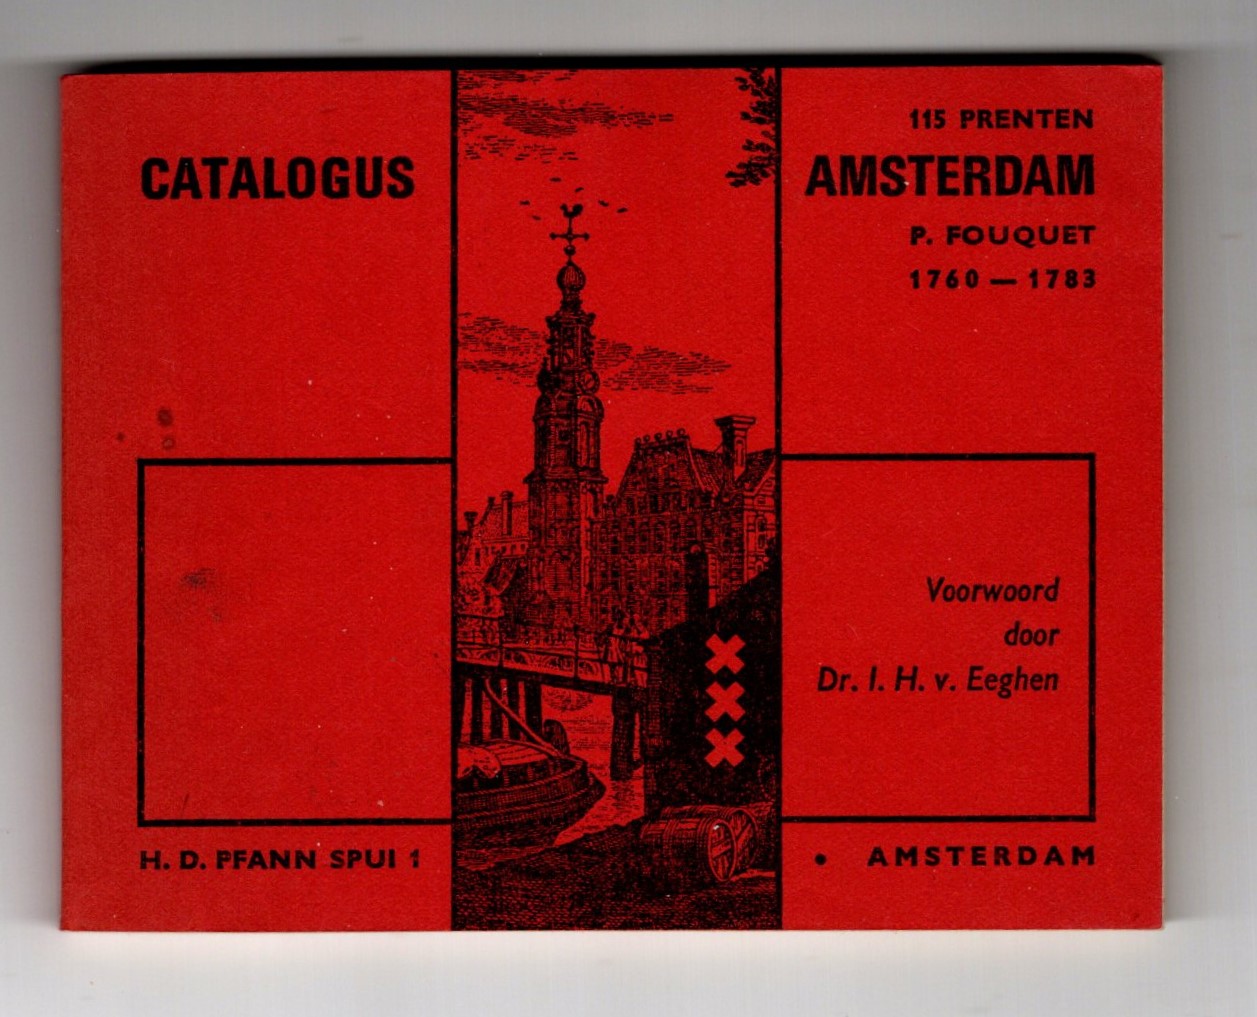 CATALOGUS
115 PRENTEN
AMSTERDAM
P. FOUQUET
1760 — 1783
Voorwoord
door
Dr. I. H. v. Eeghen
H. D. PFANN SPUI 1 • AMSTERDAM